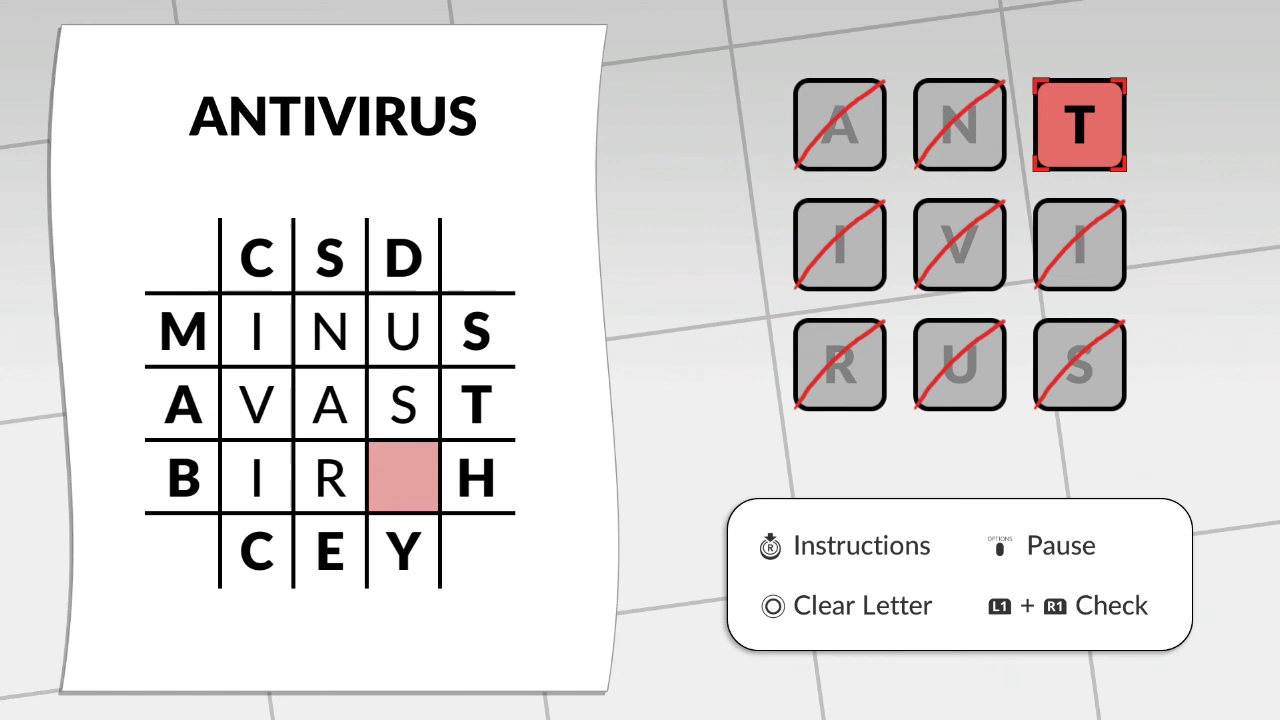 ANTIVIRUS
C S D
M I N U S
A V A S T
B I R H
C E Y
A N T
I V I
R U S
R Instructions
OPTIONS Pause
Clear Letter
L1 + R1 Check